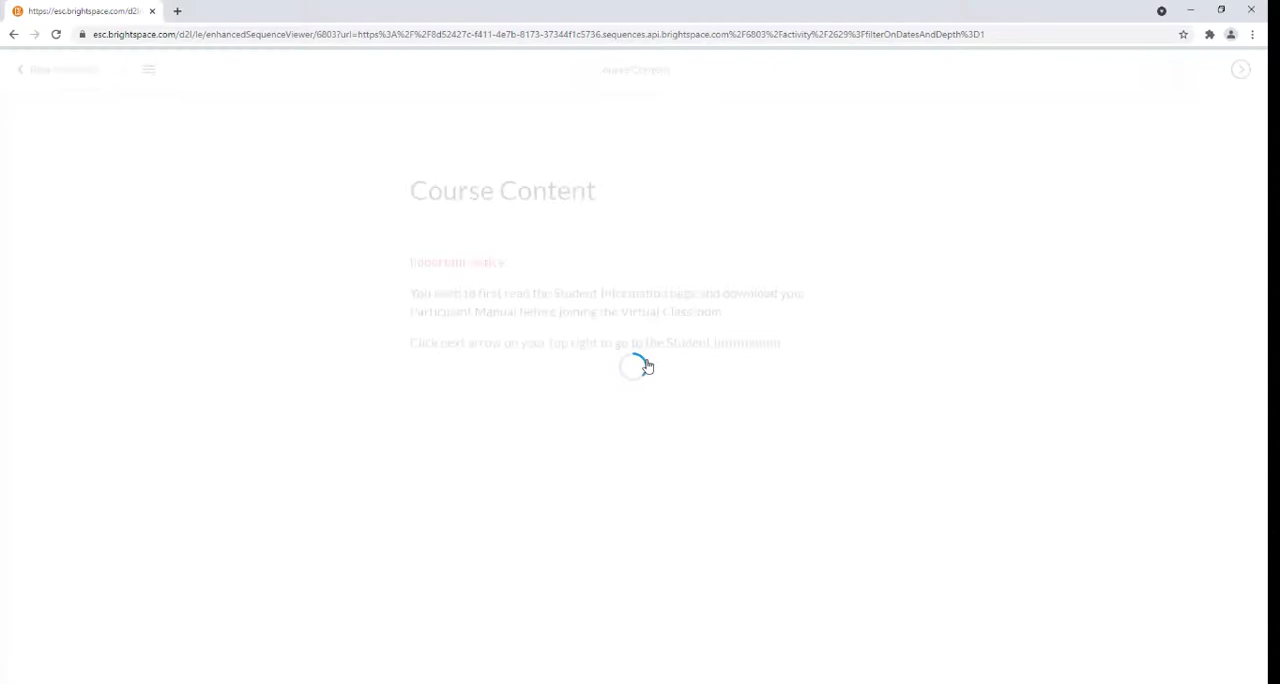 https://esc.brightspace.com/d2l
esc.brightspace.com/d2l/le/enhancedSequenceViewer/6803?url=https%3A%2F%2F8d52427c-f411-4e7b-8173-37344f1c5736.sequences.api.brightspace.com%2F6803%2Factivity%2F2629%3FfilterOnDatesAndDepth%3D1
Course Content
Course Content
Important notice:
You need to first read the Student Information page and download your
Participant Manual before joining the Virtual Classroom
Click next arrow on your top right to go to the Student Information